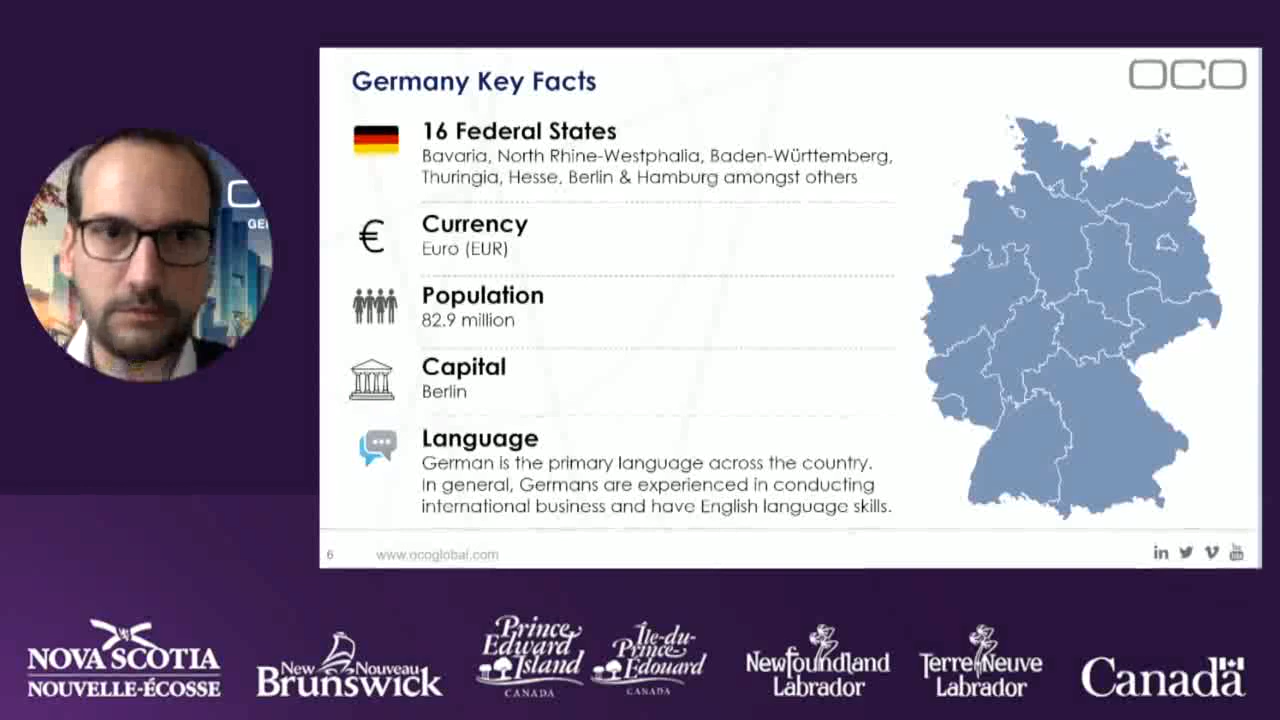 Germany Key Facts
OCO
16 Federal States
Bavaria, North Rhine-Westphalia, Baden-Württemberg,
Thuringia, Hesse, Berlin & Hamburg amongst others
€
Currency
Euro (EUR)
Population
82.9 million
Capital
Berlin
Language
German is the primary language across the country.
In general, Germans are experienced in conducting
international business and have English language skills.
6
www.ocoglobal.com
in
NOVA SCOTIA
NOUVELLE-ÉCOSSE
New Nouveau
Brunswick
Prince
Edward
Island
CANADA
Île-du-
Prince
Édouard
CANADA
Newfoundland
Labrador
Terre Neuve
Labrador
Canada